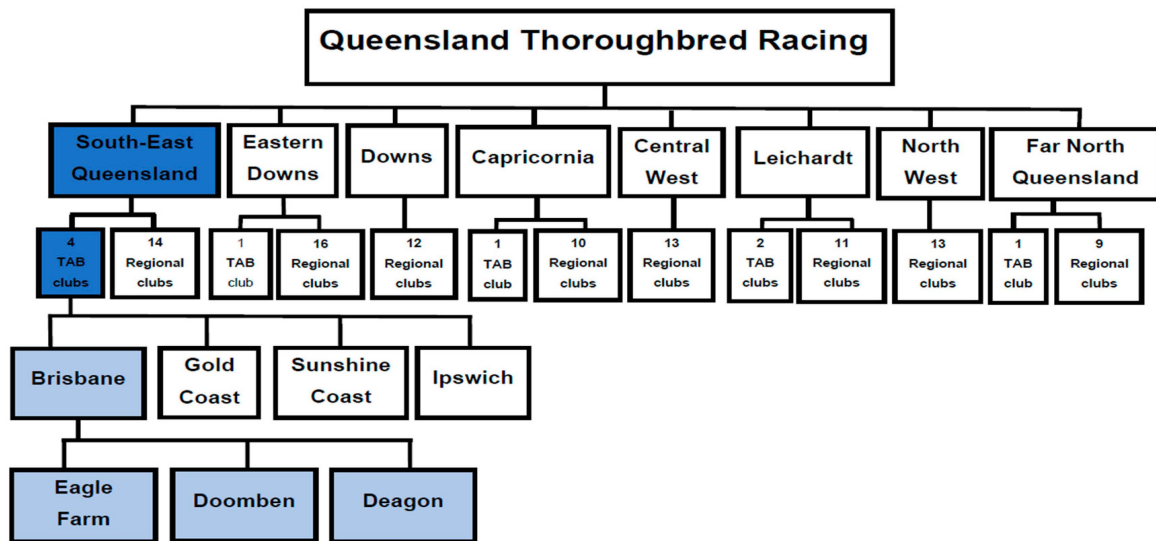 Queensland Thoroughbred Racing
South-East
Queensland
Eastern
Downs
Downs
Capricornia
Central
West
Leichardt
North
West
Far North
Queensland
4
TAB
clubs
14
Regional
clubs
1
TAB
club
16
Regional
clubs
12
Regional
clubs
1
TAB
club
10
Regional
clubs
13
Regional
clubs
2
TAB
clubs
11
Regional
clubs
13
Regional
clubs
1
TAB
club
9
Regional
clubs
Brisbane
Gold
Coast
Sunshine
Coast
Ipswich
Eagle
Farm
Doomben
Deagon